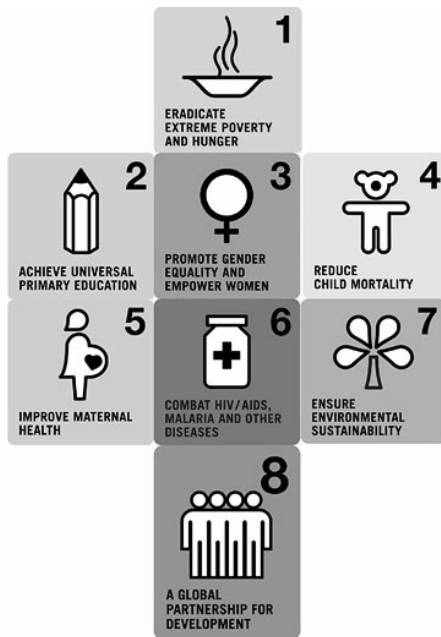 1
ERADICATE
EXTREME POVERTY
AND HUNGER
2
ACHIEVE UNIVERSAL
PRIMARY EDUCATION
3
PROMOTE GENDER
EQUALITY AND
EMPOWER WOMEN
4
REDUCE
CHILD MORTALITY
5
IMPROVE MATERNAL
HEALTH
6
COMBAT HIV/AIDS,
MALARIA AND OTHER
DISEASES
7
ENSURE
ENVIRONMENTAL
SUSTAINABILITY
8
A GLOBAL
PARTNERSHIP FOR
DEVELOPMENT